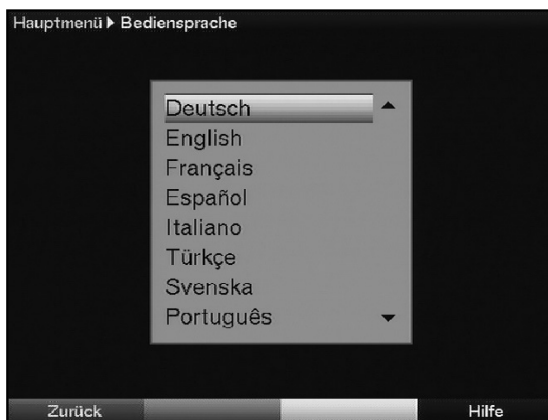 Hauptmenü ▶ Bediensprache
Deutsch
English
Français
Español
Italiano
Türkçe
Svenska
Português
Zurück Hilfe